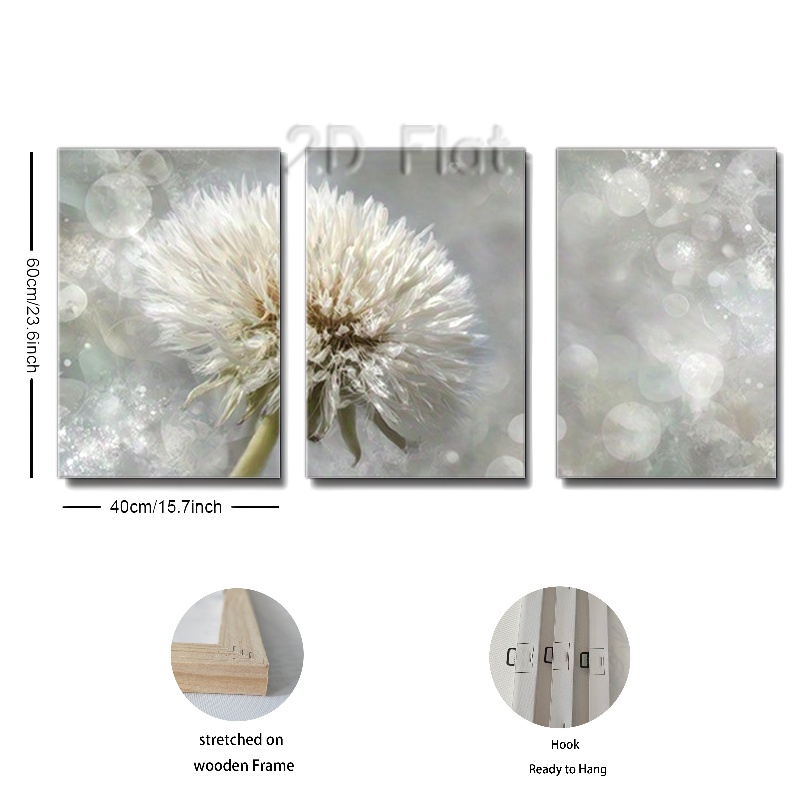 2D Flat
60cm/23.6inch
40cm/15.7inch
stretched on
wooden Frame
Hook
Ready to Hang